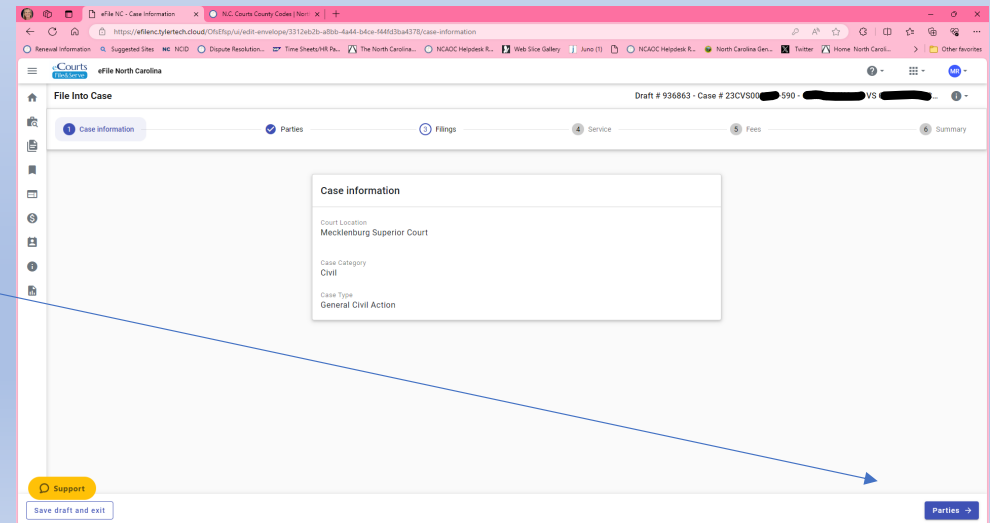 eFile NC - Case Information
N.C. Courts County Codes | Nort
https://efilenc.tylertech.cloud/OfsEfsp/ui/edit-envelope/3312eb2b-a8bb-4a44-b4ce-f44fd3ba4378/case-information
Renewal Information Suggested Sites NC NCID Dispute Resolution... Time Sheets/HR Pa... The North Carolina... NCAOC Helpdesk R... Web Slice Gallery Juno (1) NCAOC Helpdesk R... North Carolina Gen... Twitter Home North Caroli... Other favorites
eCourts
File&Serve
eFile North Carolina
MR
File Into Case
Draft # 936863 - Case # 23CVS00 -590 - VS ...
1 Case information
Parties
3 Filings
4 Service
5 Fees
6 Summary
Case information
Court Location
Mecklenburg Superior Court
Case Category
Civil
Case Type
General Civil Action
Support
Save draft and exit
Parties →